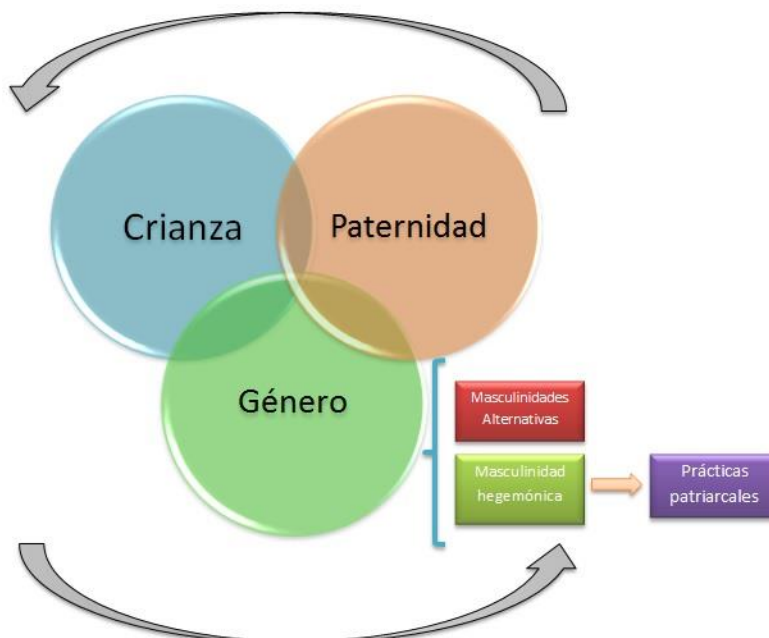 Crianza
Paternidad
Género
Masculinidades
Alternativas
Masculinidad
hegemónica
Prácticas
patriarcales